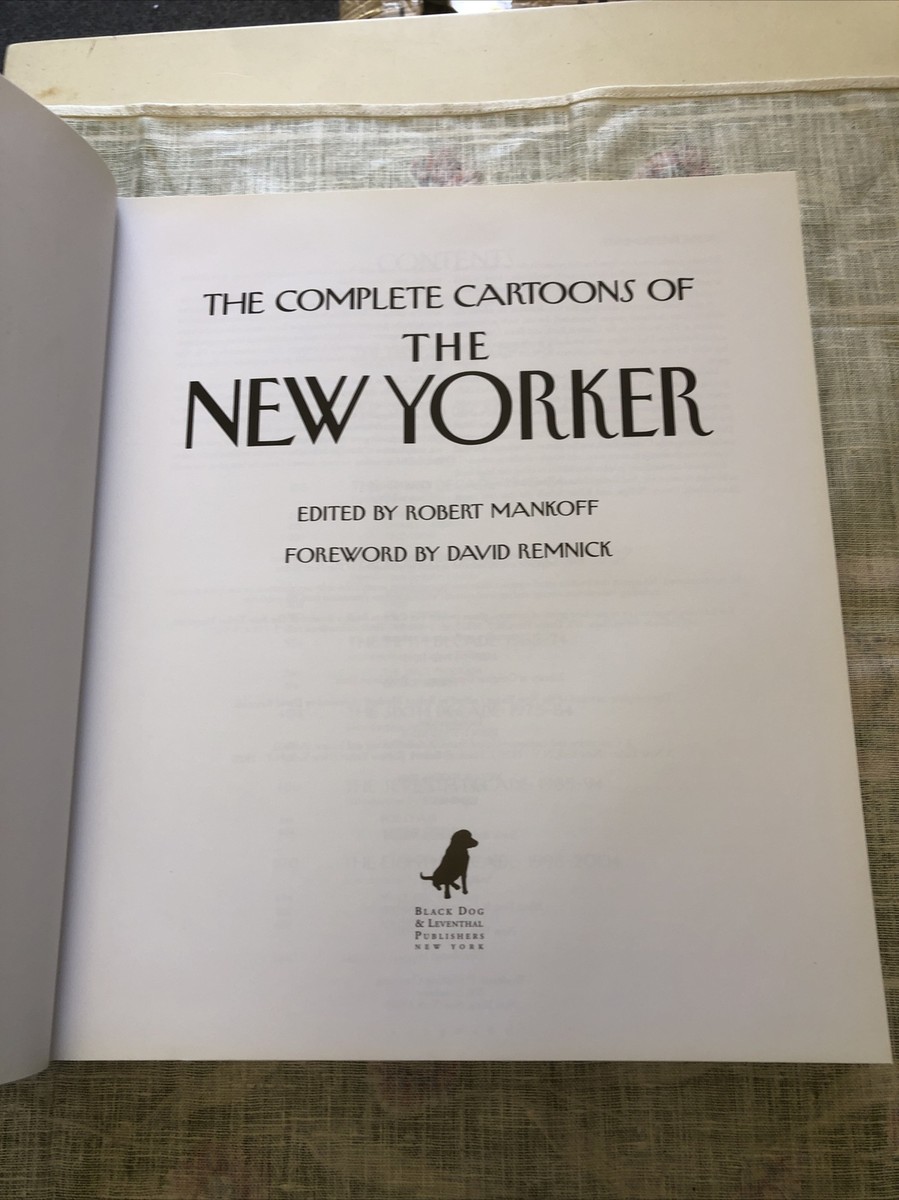 THE COMPLETE CARTOONS OF
THE
NEW YORKER
EDITED BY ROBERT MANKOFF
FOREWORD BY DAVID REMNICK
BLACK DOG
& LEVENTHAL
PUBLISHERS
NEW YORK